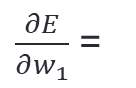 ∂E/∂w₁ =